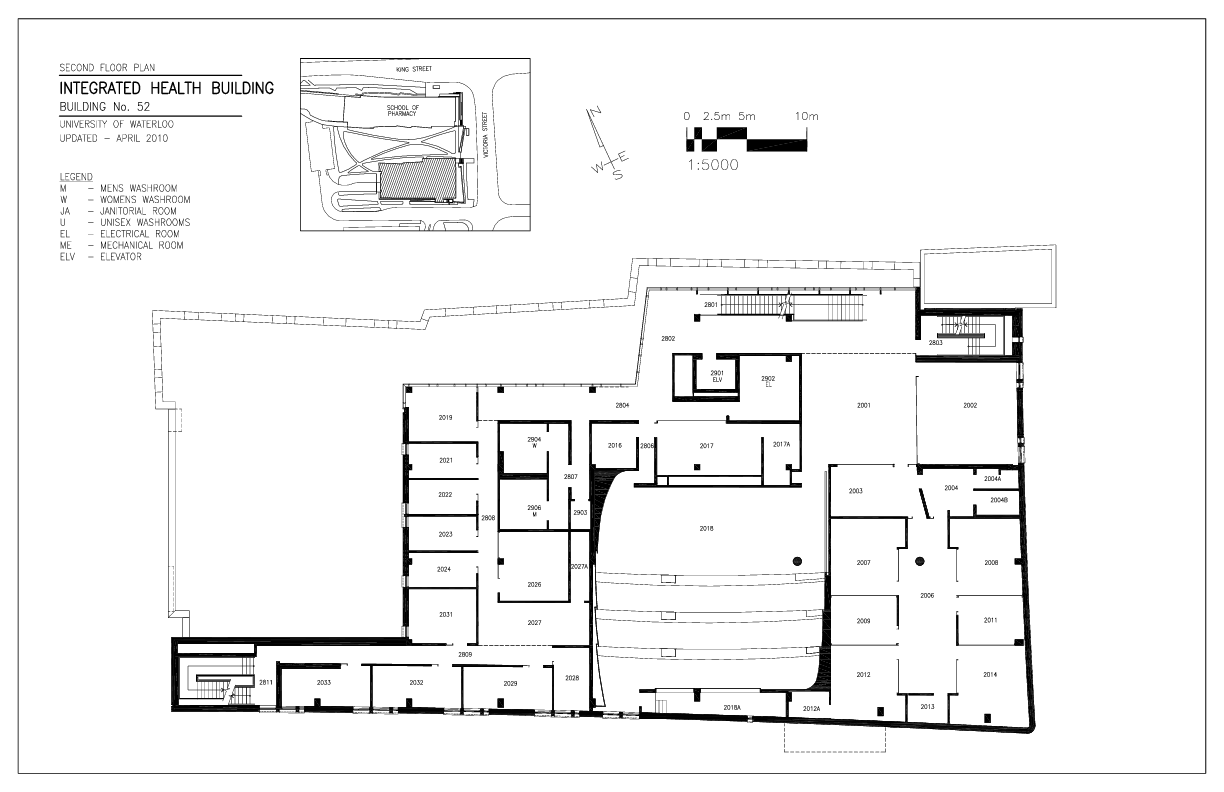 SECOND FLOOR PLAN
INTEGRATED HEALTH BUILDING
BUILDING No. 52
UNIVERSITY OF WATERLOO
UPDATED – APRIL 2010
LEGEND
M – MENS WASHROOM
W – WOMENS WASHROOM
JA – JANITORIAL ROOM
U – UNISEX WASHROOMS
EL – ELECTRICAL ROOM
ME – MECHANICAL ROOM
ELV – ELEVATOR
KING STREET
SCHOOL OF
PHARMACY
VICTORIA STREET
N
W E
S
0 2.5m 5m 10m
1:5000
2801
2802
2803
2901
ELV
2902
EL
2804
2001
2002
2019
2904
W
2016
2806
2017
2017A
2021
2807
2003
2004
2004A
2004B
2022
2906
M
2903
2808
2018
2023
2024
2026
2027A
2007
2008
2006
2031
2027
2009
2011
2809
2811
2033
2032
2029
2028
2012
2014
2018A
2012A
2013